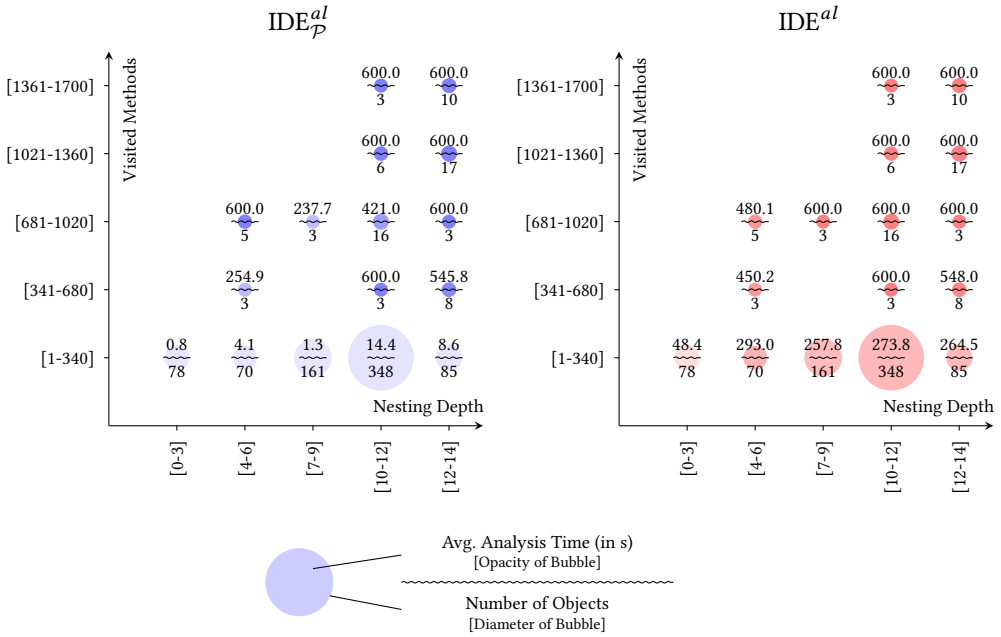 IDE^{al}_{\mathcal{P}}
Visited Methods
[1361-1700]
600.0 600.0
3 10
[1021-1360]
600.0 600.0
6 17
[681-1020]
600.0 237.7 421.0 600.0
5 3 16 3
[341-680]
254.9 600.0 545.8
3 3 8
[1-340]
0.8 4.1 1.3 14.4 8.6
78 70 161 348 85
Nesting Depth
[0-3] [4-6] [7-9] [10-12] [12-14]
IDE^{al}
Visited Methods
[1361-1700]
600.0 600.0
3 10
[1021-1360]
600.0 600.0
6 17
[681-1020]
480.1 600.0 600.0 600.0
5 3 16 3
[341-680]
450.2 600.0 548.0
3 3 8
[1-340]
48.4 293.0 257.8 273.8 264.5
78 70 161 348 85
Nesting Depth
[0-3] [4-6] [7-9] [10-12] [12-14]
Avg. Analysis Time (in s)
[Opacity of Bubble]
Number of Objects
[Diameter of Bubble]